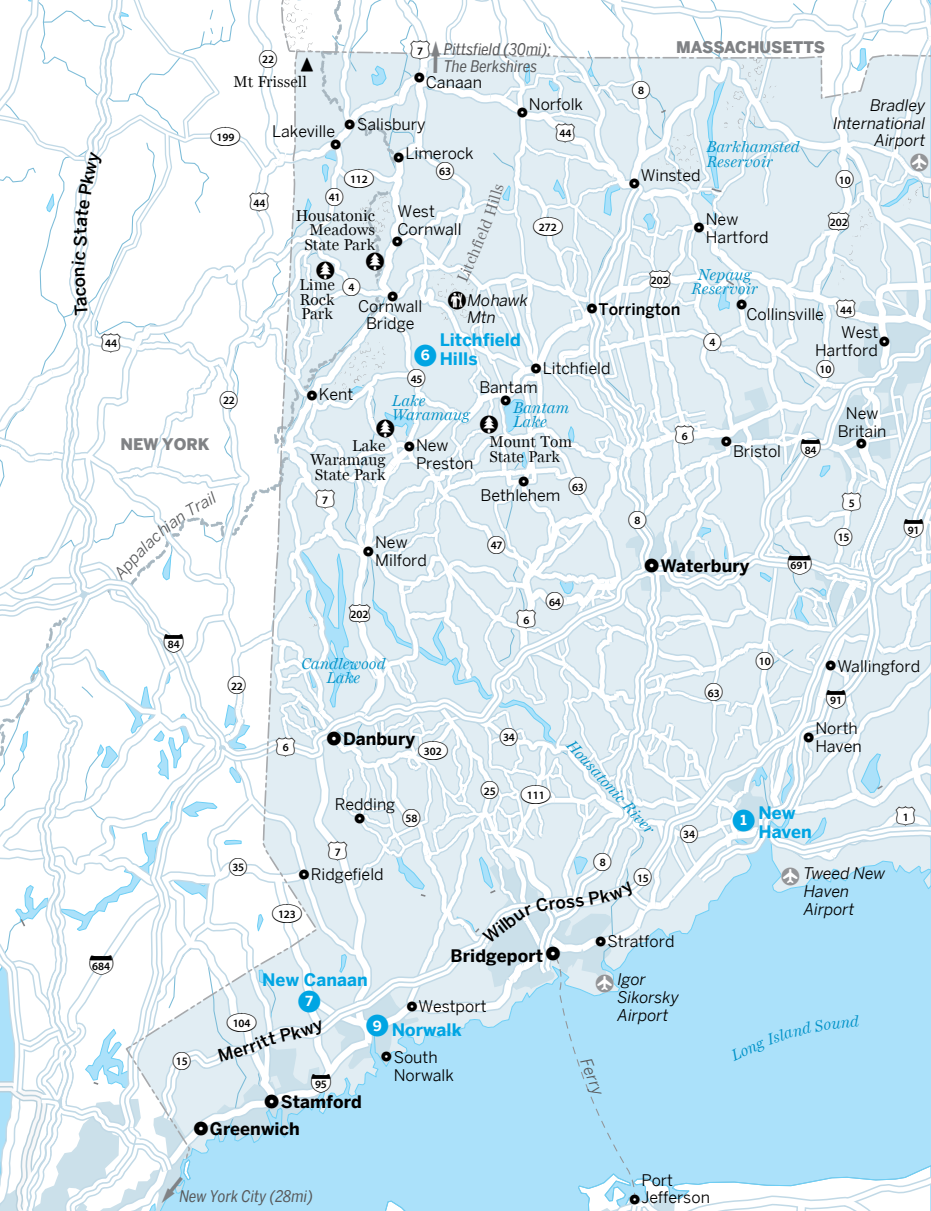 7
Pittsfield (30mi);
The Berkshires
MASSACHUSETTS
22
Mt Frissell
Canaan
8
Bradley
International
Airport
Norfolk
44
199
Lakeville
Salisbury
Limerock
Barkhamsted
Reservoir
63
112
Winsted
10
Taconic State Pkwy
44
41
Housatonic
Meadows
State Park
West
Cornwall
Litchfield Hills
272
New
Hartford
202
Lime
Rock
Park
4
Cornwall
Bridge
Mohawk
Mtn
202
Nepaug
Reservoir
Torrington
Collinsville
44
44
6
Litchfield
Hills
4
West
Hartford
10
Litchfield
45
Kent
22
Bantam
Lake
Waramaug
Bantam
Lake
NEW YORK
Lake
Waramaug
State Park
New
Preston
Mount Tom
State Park
6
Bristol
84
New
Britain
Bethlehem
63
7
5
Appalachian Trail
8
15
91
47
New
Milford
Waterbury
691
64
202
6
84
Candlewood
Lake
10
Wallingford
22
63
91
6
Danbury
302
34
North
Haven
Housatonic River
25
111
Redding
58
1
New
Haven
34
1
7
35
Ridgefield
8
15
Tweed New
Haven
Airport
123
Wilbur Cross Pkwy
Bridgeport
Stratford
684
Igor
Sikorsky
Airport
New Canaan
7
Westport
9
Norwalk
104
Merritt Pkwy
Long Island Sound
15
South
Norwalk
95
Ferry
Stamford
Greenwich
New York City (28mi)
Port
Jefferson